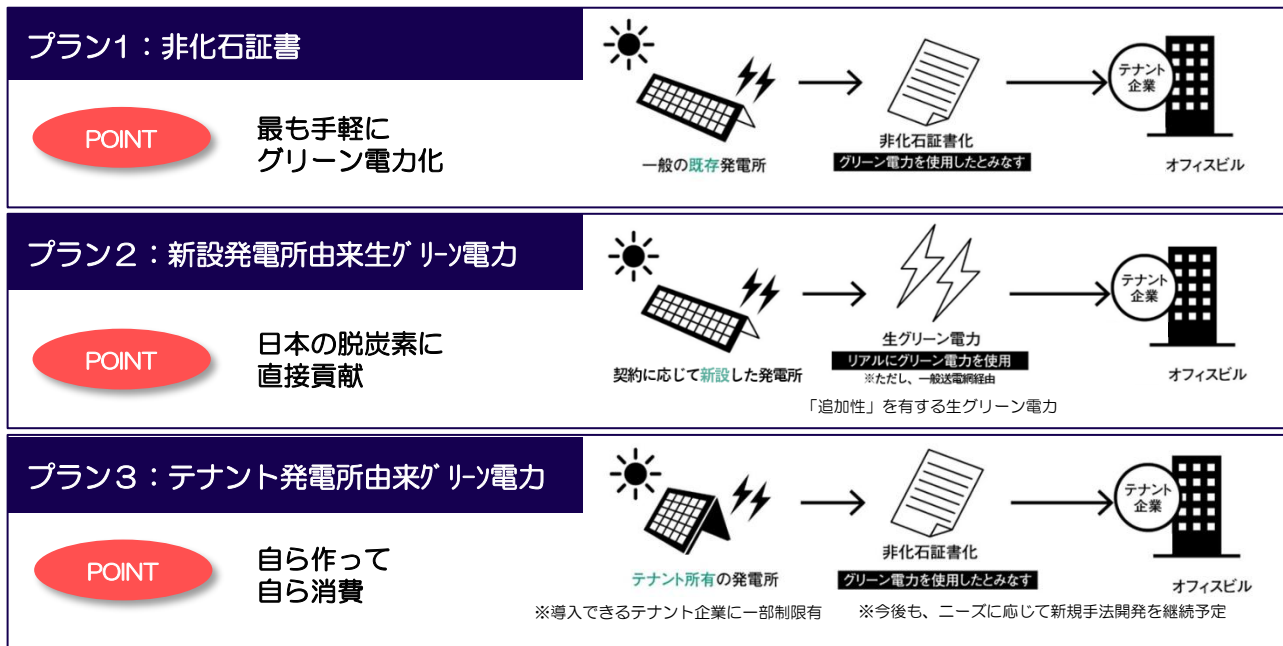 プラン1：非化石証書
POINT
最も手軽に
グリーン電力化
一般の既存発電所
非化石証書化
グリーン電力を使用したとみなす
テナント
企業
オフィスビル
プラン２：新設発電所由来生ｸﾞﾘｰﾝ電力
POINT
日本の脱炭素に
直接貢献
契約に応じて新設した発電所
生グリーン電力
リアルにグリーン電力を使用
※ただし、一般送電網経由
「追加性」を有する生グリーン電力
テナント
企業
オフィスビル
プラン３：テナント発電所由来ｸﾞﾘｰﾝ電力
POINT
自ら作って
自ら消費
テナント所有の発電所
※導入できるテナント企業に一部制限有
非化石証書化
グリーン電力を使用したとみなす
※今後も、ニーズに応じて新規手法開発を継続予定
テナント
企業
オフィスビル